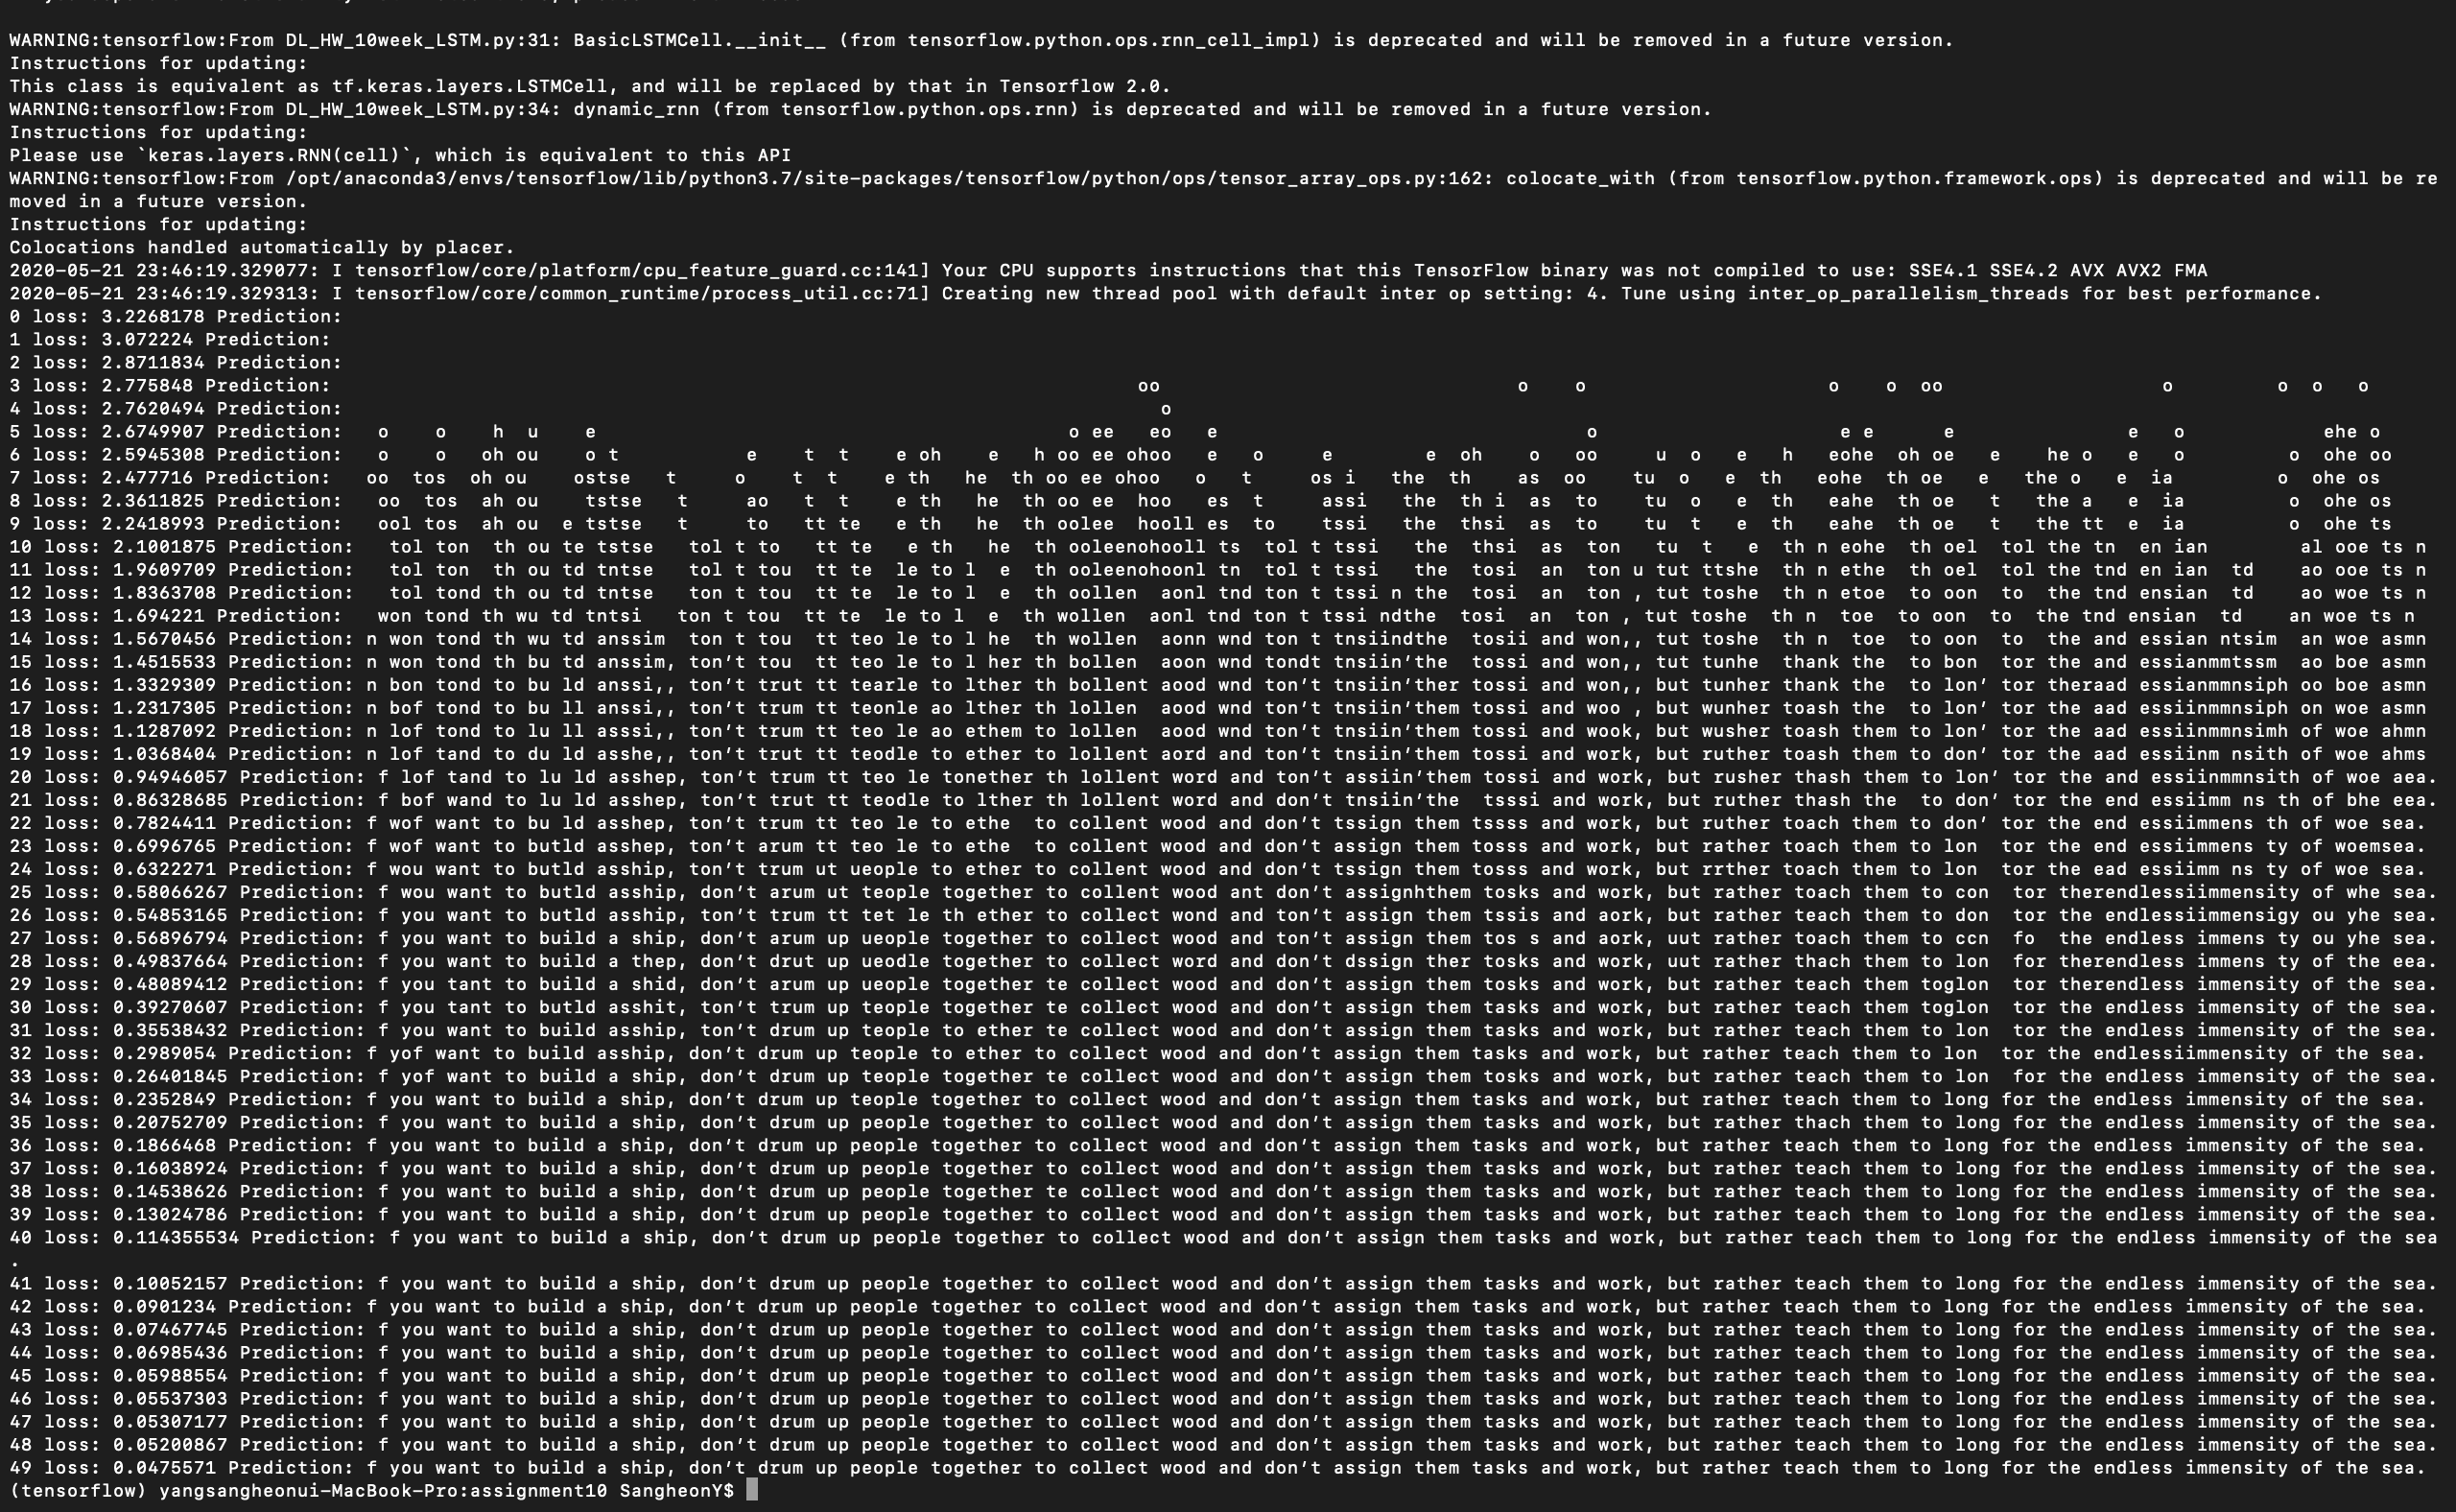 WARNING:tensorflow:From DL_HW_10week_LSTM.py:31: BasicLSTMCell.__init__ (from tensorflow.python.ops.rnn_cell_impl) is deprecated and will be removed in a future version.
Instructions for updating:
This class is equivalent as tf.keras.layers.LSTMCell, and will be replaced by that in Tensorflow 2.0.
WARNING:tensorflow:From DL_HW_10week_LSTM.py:34: dynamic_rnn (from tensorflow.python.ops.rnn) is deprecated and will be removed in a future version.
Instructions for updating:
Please use `keras.layers.RNN(cell)`, which is equivalent to this API
WARNING:tensorflow:From /opt/anaconda3/envs/tensorflow/lib/python3.7/site-packages/tensorflow/python/ops/tensor_array_ops.py:162: colocate_with (from tensorflow.python.framework.ops) is deprecated and will be re
moved in a future version.
Instructions for updating:
Colocations handled automatically by placer.
2020-05-21 23:46:19.329077: I tensorflow/core/platform/cpu_feature_guard.cc:141] Your CPU supports instructions that this TensorFlow binary was not compiled to use: SSE4.1 SSE4.2 AVX AVX2 FMA
2020-05-21 23:46:19.329313: I tensorflow/core/common_runtime/process_util.cc:71] Creating new thread pool with default inter op setting: 4. Tune using inter_op_parallelism_threads for best performance.
0 loss: 3.2268178 Prediction:
1 loss: 3.072224 Prediction:
2 loss: 2.8711834 Prediction:
3 loss: 2.775848 Prediction: oo o o o o oo o o o o
4 loss: 2.7620494 Prediction: o
5 loss: 2.6749907 Prediction: o o h u e o ee eo e o e e e e o ehe o
6 loss: 2.5945308 Prediction: o o oh ou o t e t t e oh e h oo ee ohoo e o e e oh o oo u o e h eohe oh oe e he o e o o ohe oo
7 loss: 2.477716 Prediction: oo tos oh ou ostse t o t t e th he th oo ee ohoo o t os i the th as oo tu o e th eohe th oe e the o e ia o ohe os
8 loss: 2.3611825 Prediction: oo tos ah ou tstse t ao t t e th he th oo ee hoo es t assi the th i as to tu o e th eahe th oe t the a e ia o ohe os
9 loss: 2.2418993 Prediction: ool tos ah ou e tstse t to tt te e th he th oolee hooll es to tssi the thsi as to tu t e th eahe th oe t the tt e ia o ohe ts
10 loss: 2.1001875 Prediction: tol ton th ou te tstse tol t to tt te e th he th ooleenohooll ts tol t tssi the thsi as ton tu t e th n eohe th oel tol the tn en ian al ooe ts n
11 loss: 1.9609709 Prediction: tol ton th ou td tntse tol t tou tt te le to l e th ooleenohoonl tn tol t tssi the tosi an ton u tut ttshe th n ethe th oel tol the tnd en ian td ao ooe ts n
12 loss: 1.8363708 Prediction: tol tond th ou td tntse ton t tou tt te le to l e th oollen aonl tnd ton t tssi n the tosi an ton , tut toshe th n etoe to oon to the tnd ensian td ao woe ts n
13 loss: 1.694221 Prediction: won tond th wu td tntsi ton t tou tt te le to l e th wollen aonl tnd ton t tssi ndthe tosi an ton , tut toshe th n toe to oon to the tnd ensian td an woe ts n
14 loss: 1.5670456 Prediction: n won tond th wu td anssim ton t tou tt teo le to l he th wollen aonn wnd ton t tnsiindthe tosii and won,, tut toshe th n toe to oon to the and essian ntsim an woe asmn
15 loss: 1.4515533 Prediction: n won tond th bu td anssim, ton’t tou tt teo le to l her th bollen aoon wnd tondt tnsiin’the tossi and won,, tut tunhe thank the to bon tor the and essianmmtssm ao boe asmn
16 loss: 1.3329309 Prediction: n bon tond to bu ld anssi,, ton’t trut tt tearle to lther th bollent aood wnd ton’t tnsiin’ther tossi and won,, but tunher thank the to lon’ tor theraad essianmnsiph oo boe asmn
17 loss: 1.2317305 Prediction: n bof tond to bu ll anssi,, ton’t trum tt teonle ao lther th lollen aood wnd ton’t tnsiin’them tossi and woo , but wunher toash the to lon’ tor the aad essiinmmnsiph on woe asmn
18 loss: 1.1287092 Prediction: n lof tond to lu ll asssi,, ton’t trum tt teo le ao ethem to lollen aood wnd ton’t tnsiin’them tossi and wook, but wusher toash them to lon’ tor the aad essiinmmnsimh of woe ahmn
19 loss: 1.0368404 Prediction: n lof tand to du ld asshe,, ton’t trut tt teodle to ether to lollent aord and ton’t tnsiin’them tossi and work, but ruther toash them to don’ tor the aad essiinm nsith of woe ahms
20 loss: 0.94946057 Prediction: f lof tand to lu ld asshep, ton’t trum tt teo le tonether th lollent word and ton’t assiin’them tossi and work, but rusher thash them to lon’ tor the and essiinmmnsith of woe aea.
21 loss: 0.86328685 Prediction: f bof wand to lu ld asshep, ton’t trut tt teodle to lther th lollent word and don’t tnsiin’the tsssi and work, but ruther thash the to don’ tor the end essiimm ns th of bhe eea.
22 loss: 0.7824411 Prediction: f wof want to bu ld asshep, ton’t trum tt teo le to ethe to collent wood and don’t tssign them tssss and work, but ruther toach them to don’ tor the end essiimmens th of woe sea.
23 loss: 0.6996765 Prediction: f wof want to butld asshep, ton’t arum tt teo le to ethe to collent wood and don’t tssign them tosss and work, but rather toach them to lon tor the end essiimmens ty of woemsea.
24 loss: 0.6322271 Prediction: f wou want to butld asship, ton’t trum ut ueople to ether to collent wood and don’t tssign them tosss and work, but rrther toach them to lon tor the ead essiimm ns ty of woe sea.
25 loss: 0.58066267 Prediction: f wou want to butld asship, don’t arum ut teople together to collent wood ant don’t assignhthem tosks and work, but rather toach them to con tor therendlessiimmensity of whe sea.
26 loss: 0.54853165 Prediction: f you want to butld asship, ton’t trum tt tet le th ether to collect wond and ton’t assign them tssis and aork, but rather teach them to don tor the endlessiimmensigy ou yhe sea.
27 loss: 0.56896794 Prediction: f you want to build a ship, don’t arum up ueople together to collect wood and ton’t assign them tos s and aork, uut rather toach them to ccn fo the endless immens ty ou yhe sea.
28 loss: 0.49837664 Prediction: f you want to build a thep, don’t drut up ueodle together to collect word and don’t dssign ther tosks and work, uut rather thach them to lon for therendless immens ty of the eea.
29 loss: 0.48089412 Prediction: f you tant to build a shid, don’t arum up ueople together te collect wood and don’t assign them tosks and work, but rather teach them toglon tor therendless immensity of the sea.
30 loss: 0.39270607 Prediction: f you tant to butld asshit, ton’t trum up teople together te collect wood and don’t assign them tasks and work, but rather teach them toglon tor the endless immensity of the sea.
31 loss: 0.35538432 Prediction: f you want to build asship, ton’t drum up teople to ether te collect wood and don’t assign them tasks and work, but rather teach them to lon tor the endless immensity of the sea.
32 loss: 0.2989054 Prediction: f yof want to build asship, don’t drum up teople to ether to collect wood and don’t assign them tasks and work, but rather teach them to lon tor the endlessiimmensity of the sea.
33 loss: 0.26401845 Prediction: f yof want to build a ship, don’t drum up teople together te collect wood and don’t assign them tosks and work, but rather teach them to lon for the endless immensity of the sea.
34 loss: 0.2352849 Prediction: f you want to build a ship, don’t drum up teople together to collect wood and don’t assign them tasks and work, but rather teach them to long for the endless immensity of the sea.
35 loss: 0.20752709 Prediction: f you want to build a ship, don’t drum up teople together to collect wood and don’t assign them tasks and work, but rather thach them to long for the endless immensity of the sea.
36 loss: 0.1866468 Prediction: f you want to build a ship, don’t drum up people together to collect wood and don’t assign them tasks and work, but rather teach them to long for the endless immensity of the sea.
37 loss: 0.16038924 Prediction: f you want to build a ship, don’t drum up people together to collect wood and don’t assign them tasks and work, but rather teach them to long for the endless immensity of the sea.
38 loss: 0.14538626 Prediction: f you want to build a ship, don’t drum up people together te collect wood and don’t assign them tasks and work, but rather teach them to long for the endless immensity of the sea.
39 loss: 0.13024786 Prediction: f you want to build a ship, don’t drum up people together to collect wood and don’t assign them tasks and work, but rather teach them to long for the endless immensity of the sea.
40 loss: 0.114355534 Prediction: f you want to build a ship, don’t drum up people together to collect wood and don’t assign them tasks and work, but rather teach them to long for the endless immensity of the sea
.
41 loss: 0.10052157 Prediction: f you want to build a ship, don’t drum up people together to collect wood and don’t assign them tasks and work, but rather teach them to long for the endless immensity of the sea.
42 loss: 0.0901234 Prediction: f you want to build a ship, don’t drum up people together to collect wood and don’t assign them tasks and work, but rather teach them to long for the endless immensity of the sea.
43 loss: 0.07467745 Prediction: f you want to build a ship, don’t drum up people together to collect wood and don’t assign them tasks and work, but rather teach them to long for the endless immensity of the sea.
44 loss: 0.06985436 Prediction: f you want to build a ship, don’t drum up people together to collect wood and don’t assign them tasks and work, but rather teach them to long for the endless immensity of the sea.
45 loss: 0.05988554 Prediction: f you want to build a ship, don’t drum up people together to collect wood and don’t assign them tasks and work, but rather teach them to long for the endless immensity of the sea.
46 loss: 0.05537303 Prediction: f you want to build a ship, don’t drum up people together to collect wood and don’t assign them tasks and work, but rather teach them to long for the endless immensity of the sea.
47 loss: 0.05307177 Prediction: f you want to build a ship, don’t drum up people together to collect wood and don’t assign them tasks and work, but rather teach them to long for the endless immensity of the sea.
48 loss: 0.05200867 Prediction: f you want to build a ship, don’t drum up people together to collect wood and don’t assign them tasks and work, but rather teach them to long for the endless immensity of the sea.
49 loss: 0.0475571 Prediction: f you want to build a ship, don’t drum up people together to collect wood and don’t assign them tasks and work, but rather teach them to long for the endless immensity of the sea.
(tensorflow) yangsangheonui-MacBook-Pro:assignment10 SangheonY$